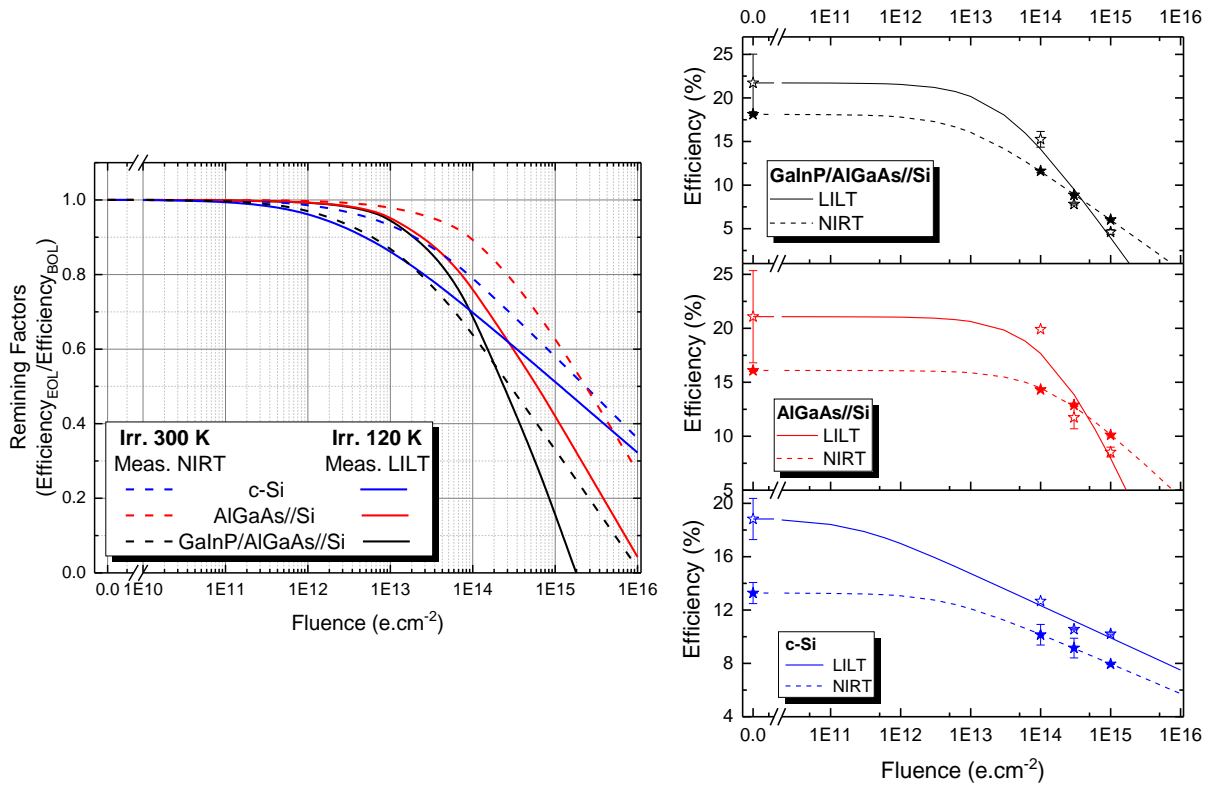 Remining Factors
(Efficiency_EOL/Efficiency_BOL)
1.0
0.8
0.6
0.4
0.2
0.0
Irr. 300 K Irr. 120 K
Meas. NIRT Meas. LILT
c-Si
AlGaAs//Si
GaInP/AlGaAs//Si
0.0 1E10 1E11 1E12 1E13 1E14 1E15 1E16
Fluence (e.cm⁻²)
0.0 1E11 1E12 1E13 1E14 1E15 1E16
Efficiency (%)
25
20
15
10
5
GaInP/AlGaAs//Si
LILT
NIRT
Efficiency (%)
25
20
15
10
5
AlGaAs//Si
LILT
NIRT
Efficiency (%)
20
16
12
8
4
c-Si
LILT
NIRT
0.0 1E11 1E12 1E13 1E14 1E15 1E16
Fluence (e.cm⁻²)